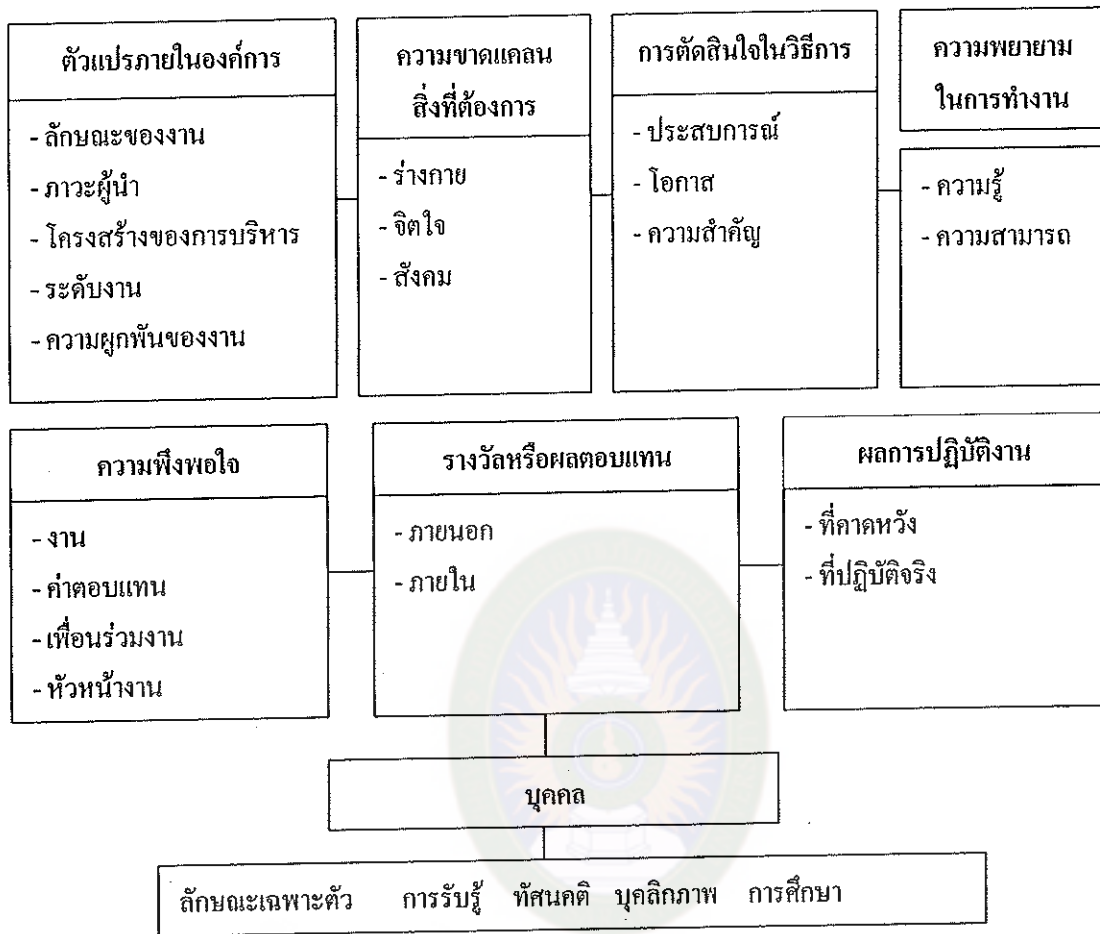 ตัวแปรภายในองค์การ
- ลักษณะของงาน
- ภาวะผู้นำ
- โครงสร้างของการบริหาร
- ระดับงาน
- ความผูกพันของงาน
ความขาดแคลน
สิ่งที่ต้องการ
- ร่างกาย
- จิตใจ
- สังคม
การตัดสินใจในวิธีการ
- ประสบการณ์
- โอกาส
- ความสำคัญ
ความพยายาม
ในการทำงาน
- ความรู้
- ความสามารถ
ความพึงพอใจ
- งาน
- ค่าตอบแทน
- เพื่อนร่วมงาน
- หัวหน้างาน
รางวัลหรือผลตอบแทน
- ภายนอก
- ภายใน
ผลการปฏิบัติงาน
- ที่คาดหวัง
- ที่ปฏิบัติจริง
บุคคล
ลักษณะเฉพาะตัว การรับรู้ ทัศนคติ บุคลิกภาพ การศึกษา